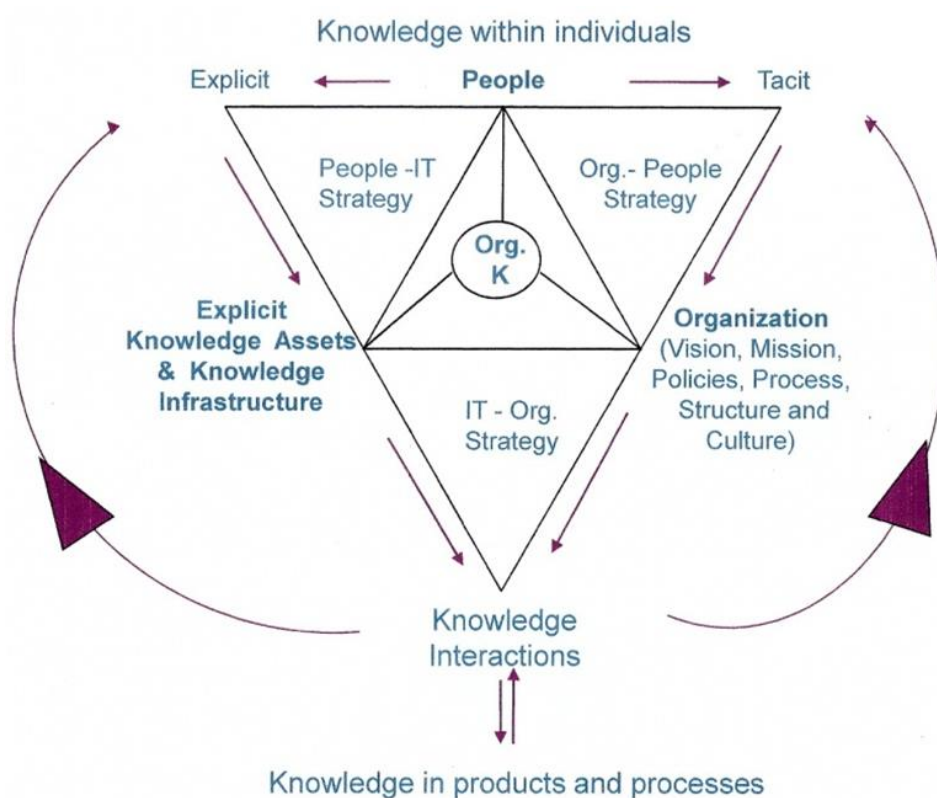 Knowledge within individuals
Explicit
People
Tacit
People -IT
Strategy
Org.- People
Strategy
Org.
K
Explicit
Knowledge Assets
& Knowledge
Infrastructure
Organization
(Vision, Mission,
Policies, Process,
Structure and
Culture)
IT - Org.
Strategy
Knowledge
Interactions
Knowledge in products and processes